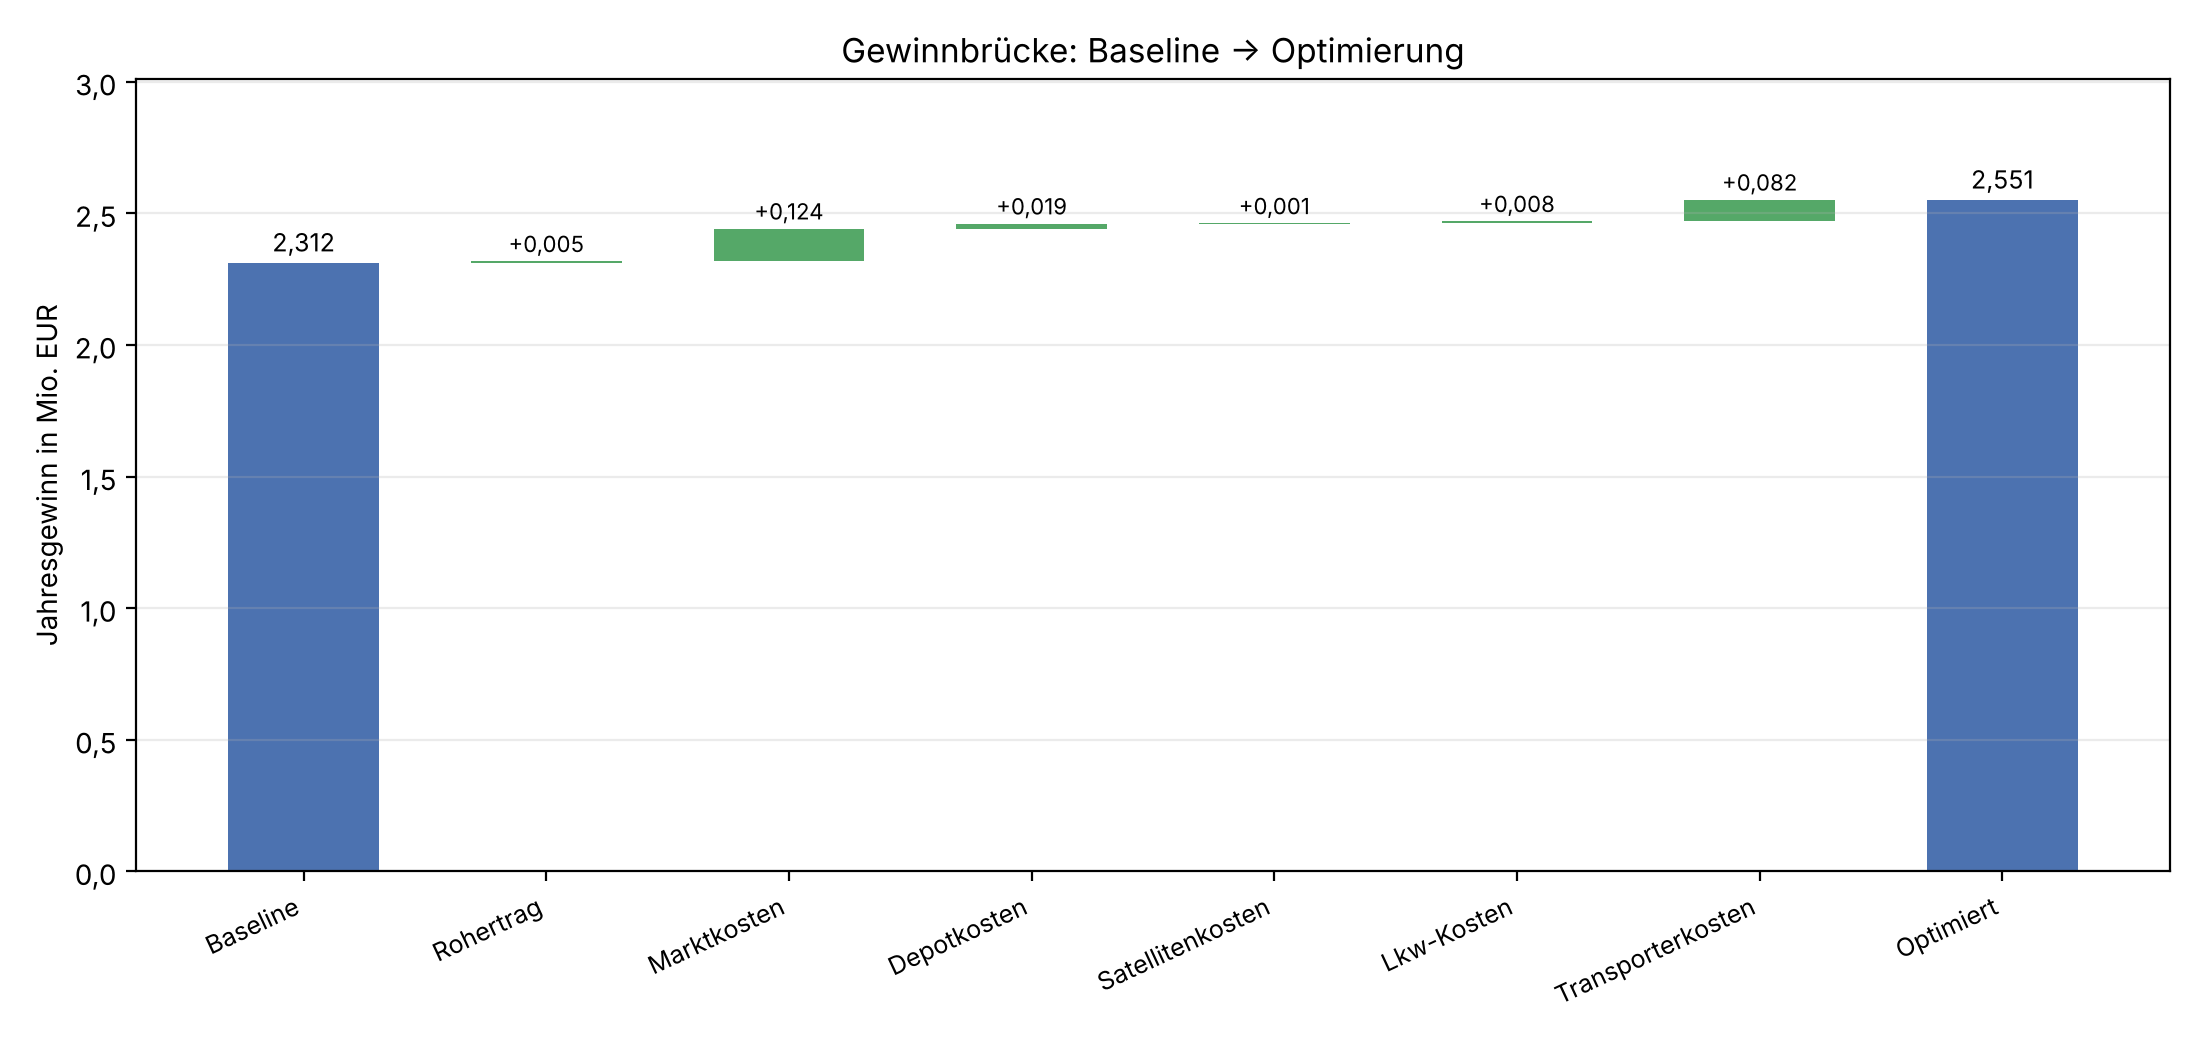 Gewinnbrücke: Baseline → Optimierung
Jahresgewinn in Mio. EUR
3,0
2,5
2,0
1,5
1,0
0,5
0,0
2,312
+0,005
+0,124
+0,019
+0,001
+0,008
+0,082
2,551
Baseline
Rohertrag
Marktkosten
Depotkosten
Satellitenkosten
Lkw-Kosten
Transporterkosten
Optimiert